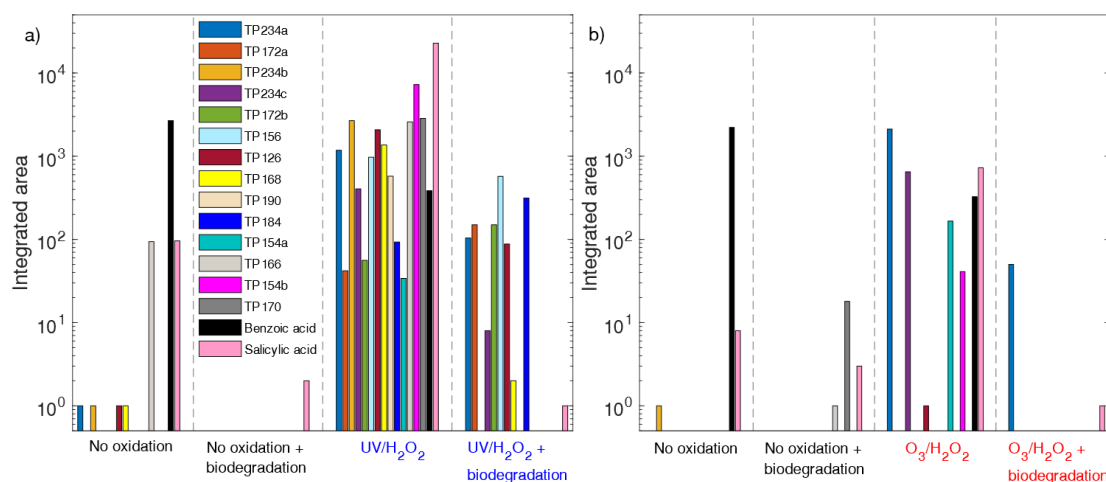 a)
Integrated area
10^4
10^3
10^2
10^1
10^0
TP234a
TP172a
TP234b
TP234c
TP172b
TP156
TP126
TP168
TP190
TP184
TP154a
TP166
TP154b
TP170
Benzoic acid
Salicylic acid
No oxidation
No oxidation +
biodegradation
UV/H₂O₂
UV/H₂O₂ +
biodegradation
b)
Integrated area
10^4
10^3
10^2
10^1
10^0
No oxidation
No oxidation +
biodegradation
O₃/H₂O₂
O₃/H₂O₂ +
biodegradation